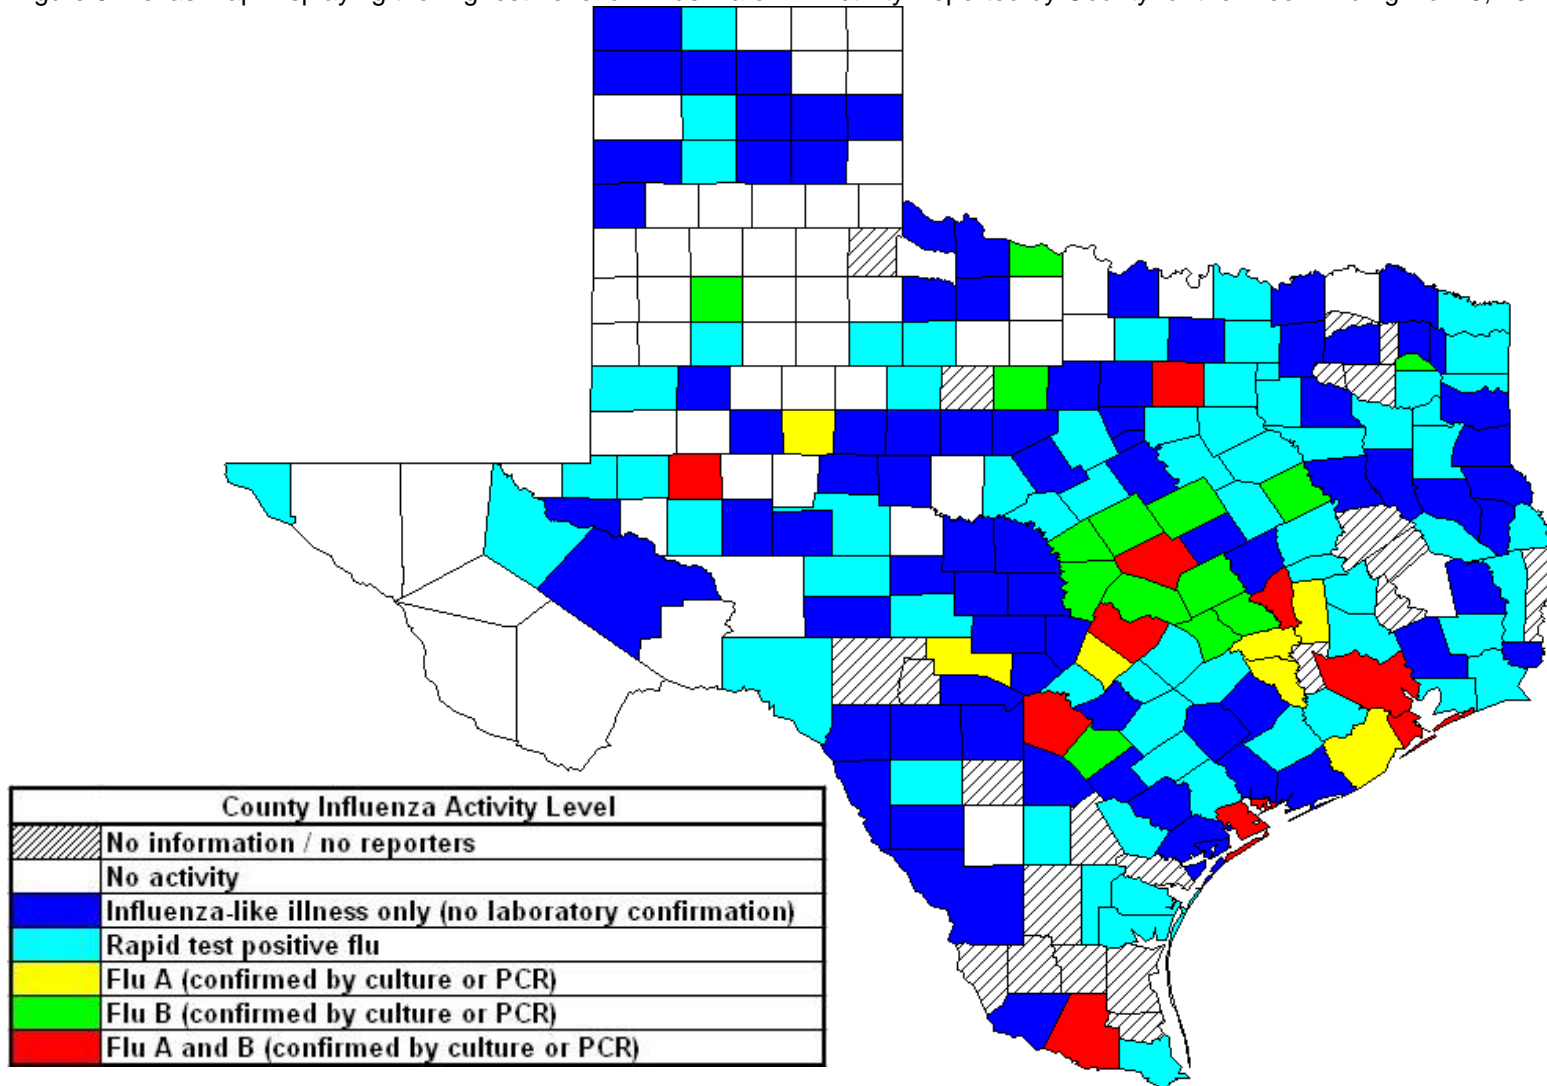 County Influenza Activity Level
No information / no reporters
No activity
Influenza-like illness only (no laboratory confirmation)
Rapid test positive flu
Flu A (confirmed by culture or PCR)
Flu B (confirmed by culture or PCR)
Flu A and B (confirmed by culture or PCR)